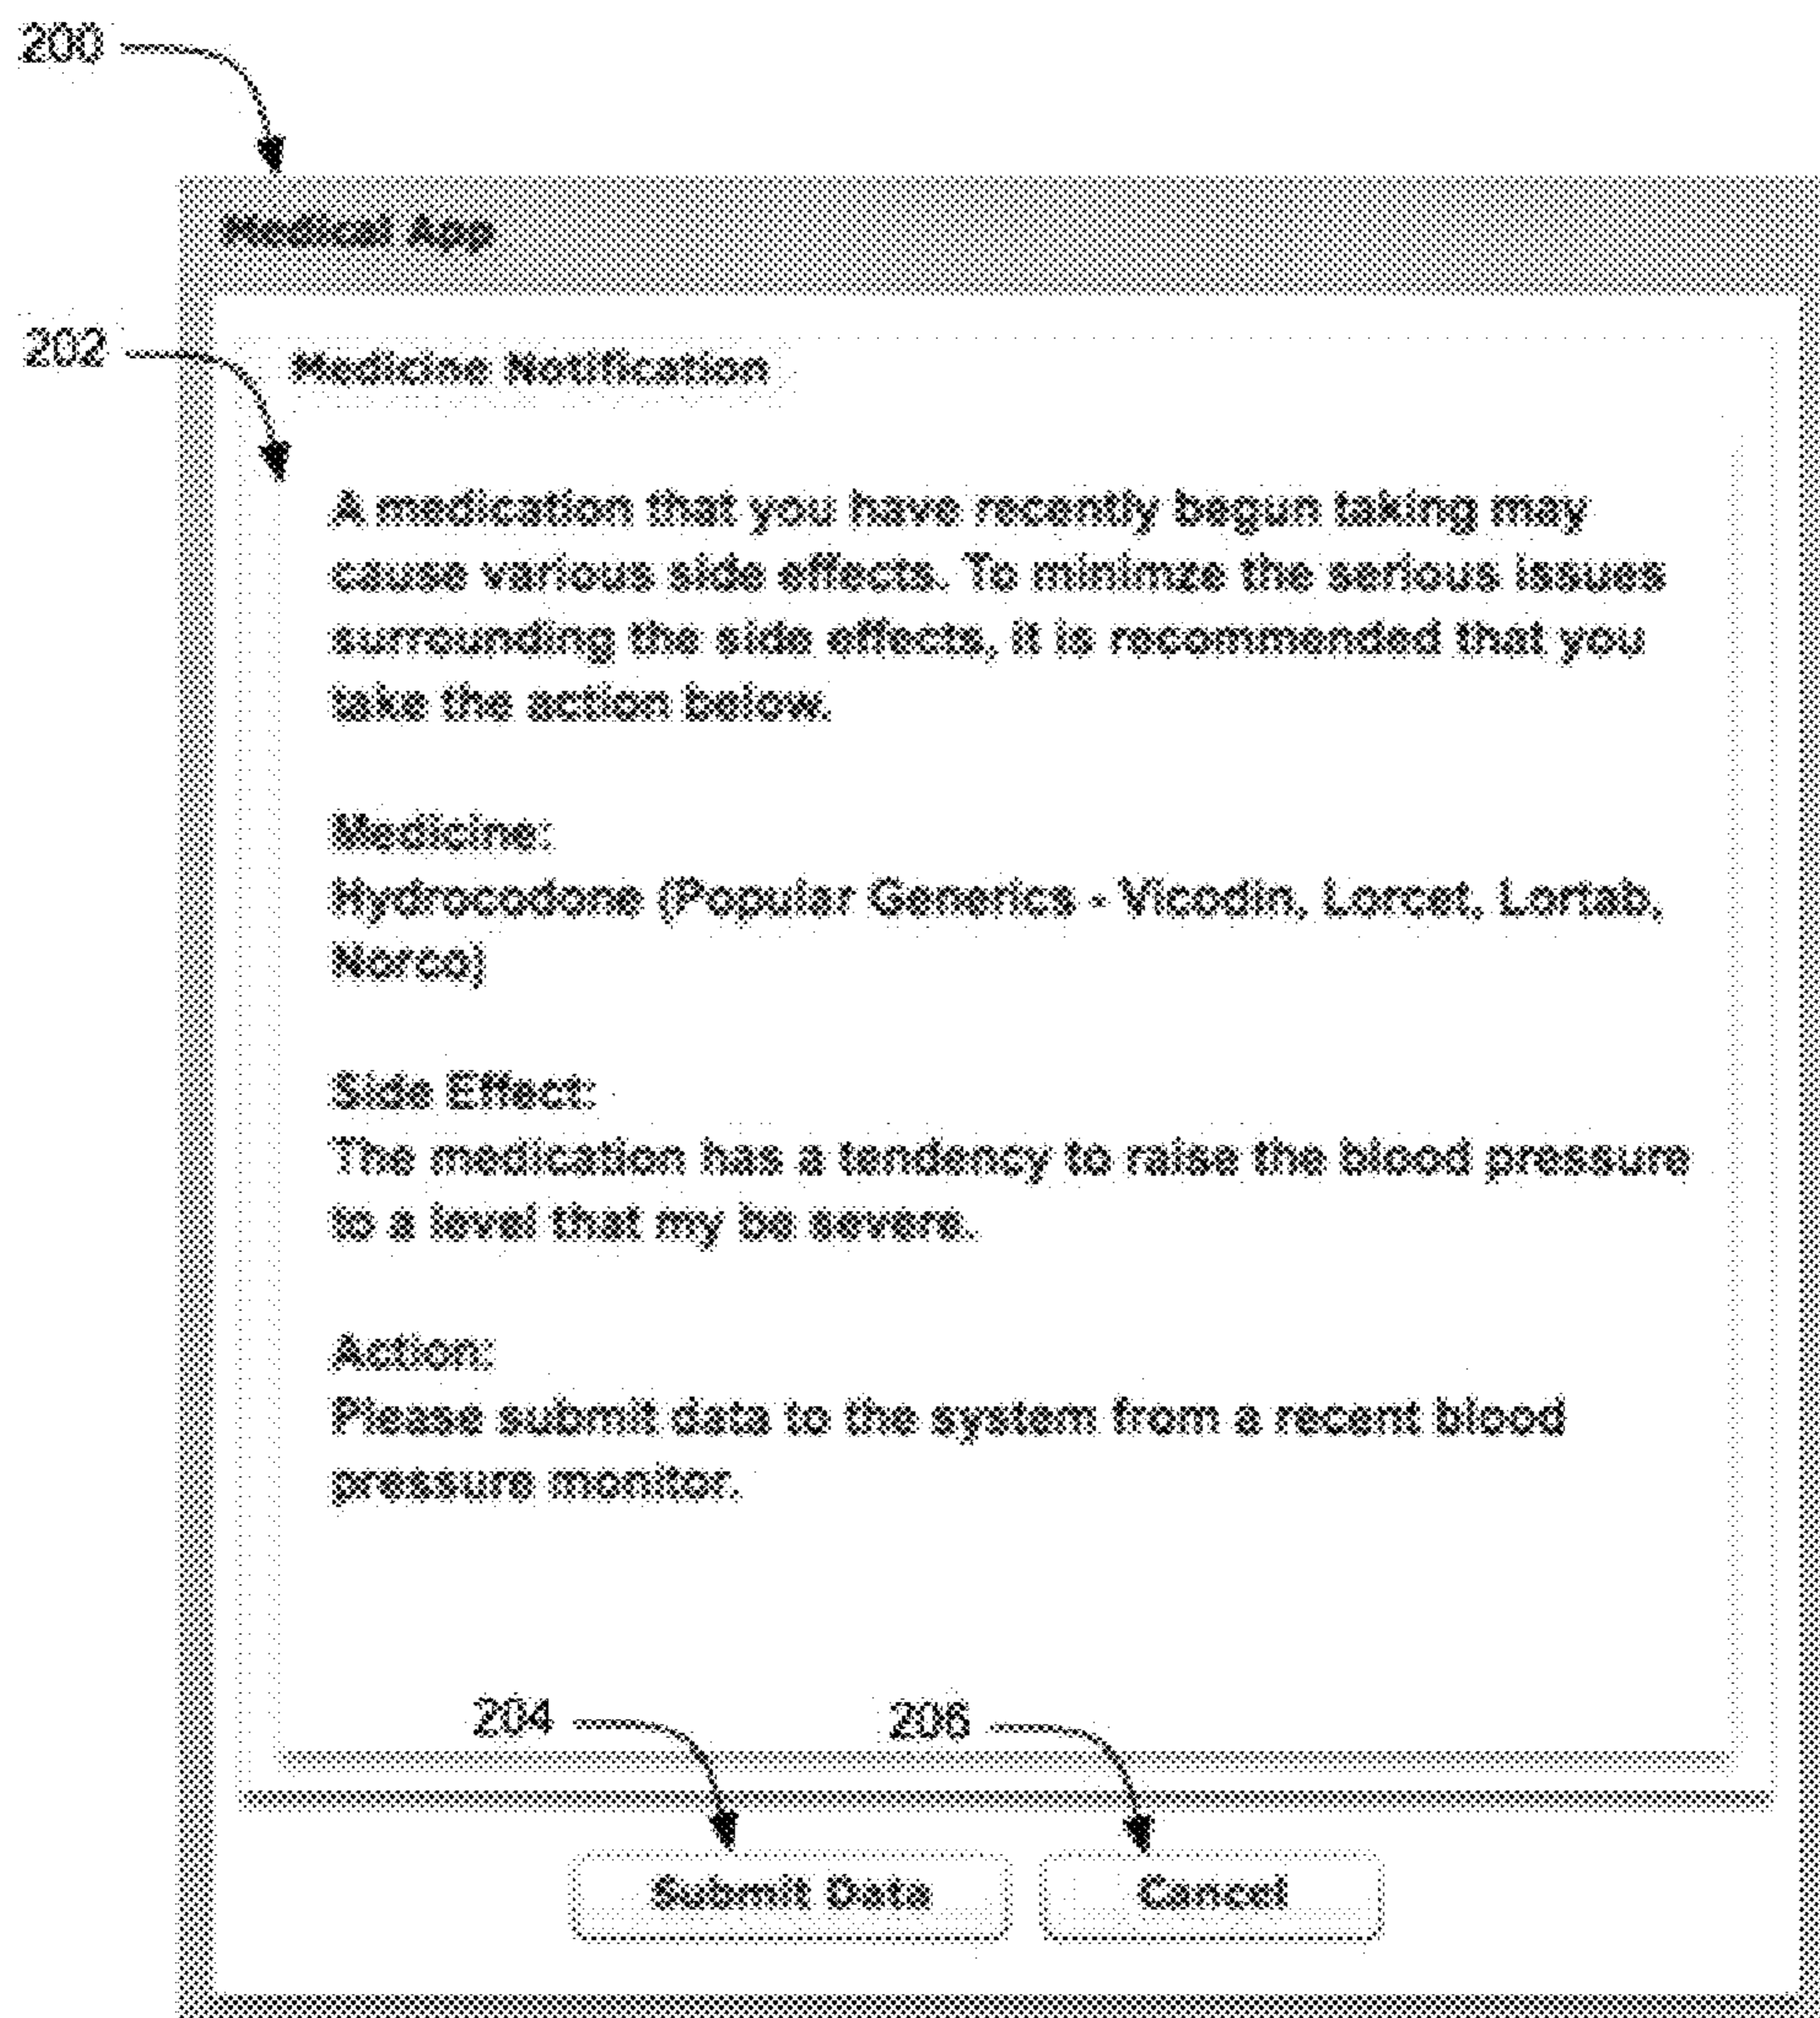 200
Medical App
202
Medicine Notification
A medication that you have recently begun taking may
cause various side effects. To minimze the serious issues
surrounding the side effects, it is recommended that you
take the action below.
Medicine:
Hydrocodone (Popular Generics - Vicodin, Lorcet, Lortab,
Norco)
Side Effect:
The medication has a tendency to raise the blood pressure
to a level that my be severe.
Action:
Please submit data to the system from a recent blood
pressure monitor.
204 206
Submit Data Cancel